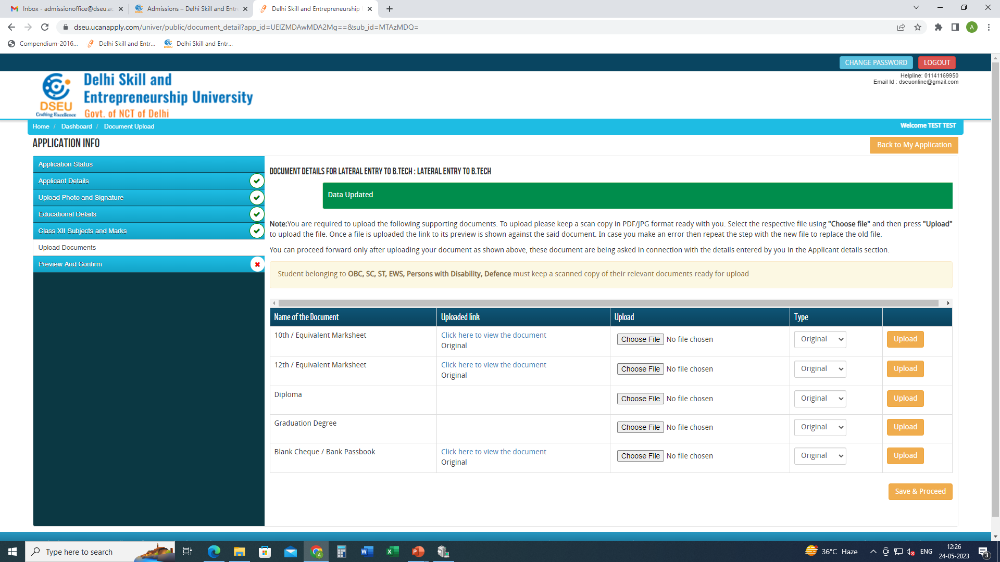 Inbox - admissionoffice@dseu.ac
Admissions – Delhi Skill and Entr
Delhi Skill and Entrepreneurship
dseu.ucanapply.com/univer/public/document_detail?app_id=UElZMDAwMDA2Mg==&sub_id=MTAzMDQ=
A
Compendium-2016...
Delhi Skill and Entr...
Delhi Skill and Entr...
CHANGE PASSWORD
LOGOUT
Helpline: 01141169950
Email Id : dseuonline@gmail.com
DSEU
Crafting Excellence
Delhi Skill and
Entrepreneurship University
Govt. of NCT of Delhi
Home / Dashboard / Document Upload
Welcome TEST TEST
APPLICATION INFO
Back to My Application
Application Status
Applicant Details
Upload Photo and Signature
Educational Details
Class XII Subjects and Marks
Upload Documents
Preview And Confirm
DOCUMENT DETAILS FOR LATERAL ENTRY TO B.TECH : LATERAL ENTRY TO B.TECH
Data Updated
Note:You are required to upload the following supporting documents. To upload please keep a scan copy in PDF/JPG format ready with you. Select the respective file using "Choose file" and then press "Upload"
to upload the file. Once a file is uploaded the link to its preview is shown against the said document. In case you make an error then repeat the step with the new file to replace the old file.
You can proceed forward only after uploading your document as shown above, these document are being asked in connection with the details entered by you in the Applicant details section.
Student belonging to OBC, SC, ST, EWS, Persons with Disability, Defence must keep a scanned copy of their relevant documents ready for upload
Name of the Document Uploaded link Upload Type
10th / Equivalent Marksheet Click here to view the document Choose File No file chosen Original Upload
Original
12th / Equivalent Marksheet Click here to view the document Choose File No file chosen Original Upload
Original
Diploma Choose File No file chosen Original Upload
Graduation Degree Choose File No file chosen Original Upload
Blank Cheque / Bank Passbook Click here to view the document Choose File No file chosen Original Upload
Original
Save & Proceed
Type here to search
36°C Haze
ENG
12:26
24-05-2023
3